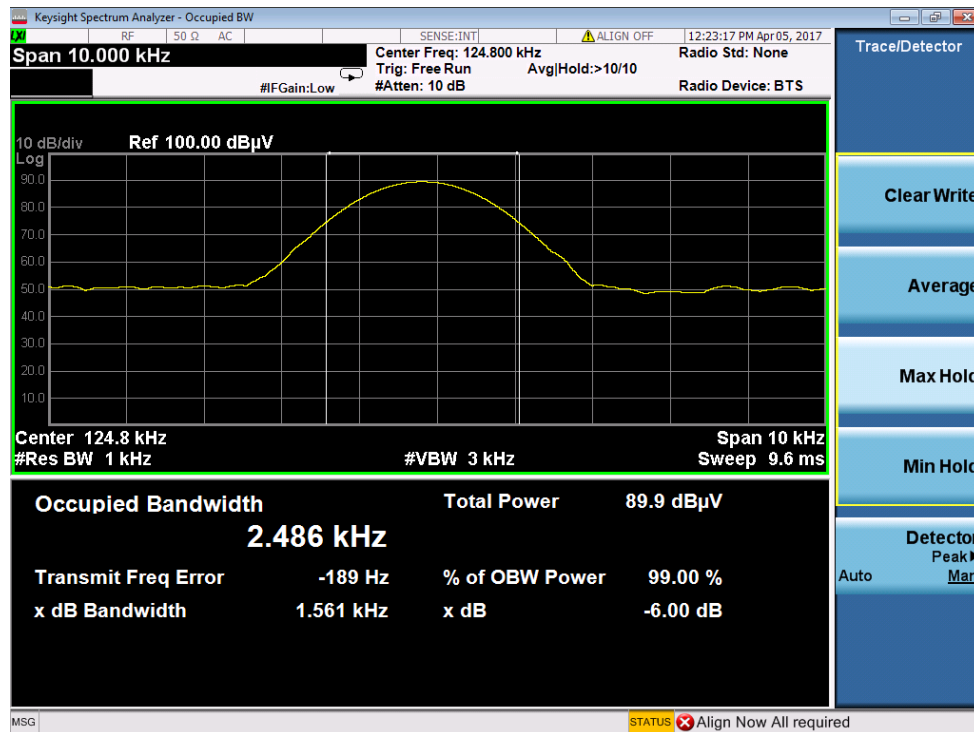 Keysight Spectrum Analyzer - Occupied BW
LXI RF 50 Ω AC SENSE:INT ALIGN OFF 12:23:17 PM Apr 05, 2017
Span 10.000 kHz
Center Freq: 124.800 kHz Radio Std: None
Trig: Free Run Avg|Hold:>10/10
#IFGain:Low #Atten: 10 dB Radio Device: BTS
10 dB/div Ref 100.00 dBµV
Log
90.0
80.0
70.0
60.0
50.0
40.0
30.0
20.0
10.0
Center 124.8 kHz Span 10 kHz
#Res BW 1 kHz #VBW 3 kHz Sweep 9.6 ms
Occupied Bandwidth Total Power 89.9 dBµV
2.486 kHz
Transmit Freq Error -189 Hz % of OBW Power 99.00 %
x dB Bandwidth 1.561 kHz x dB -6.00 dB
Trace/Detector
Clear Write
Average
Max Hold
Min Hold
Detector
Peak
Auto Man
MSG STATUS Align Now All required